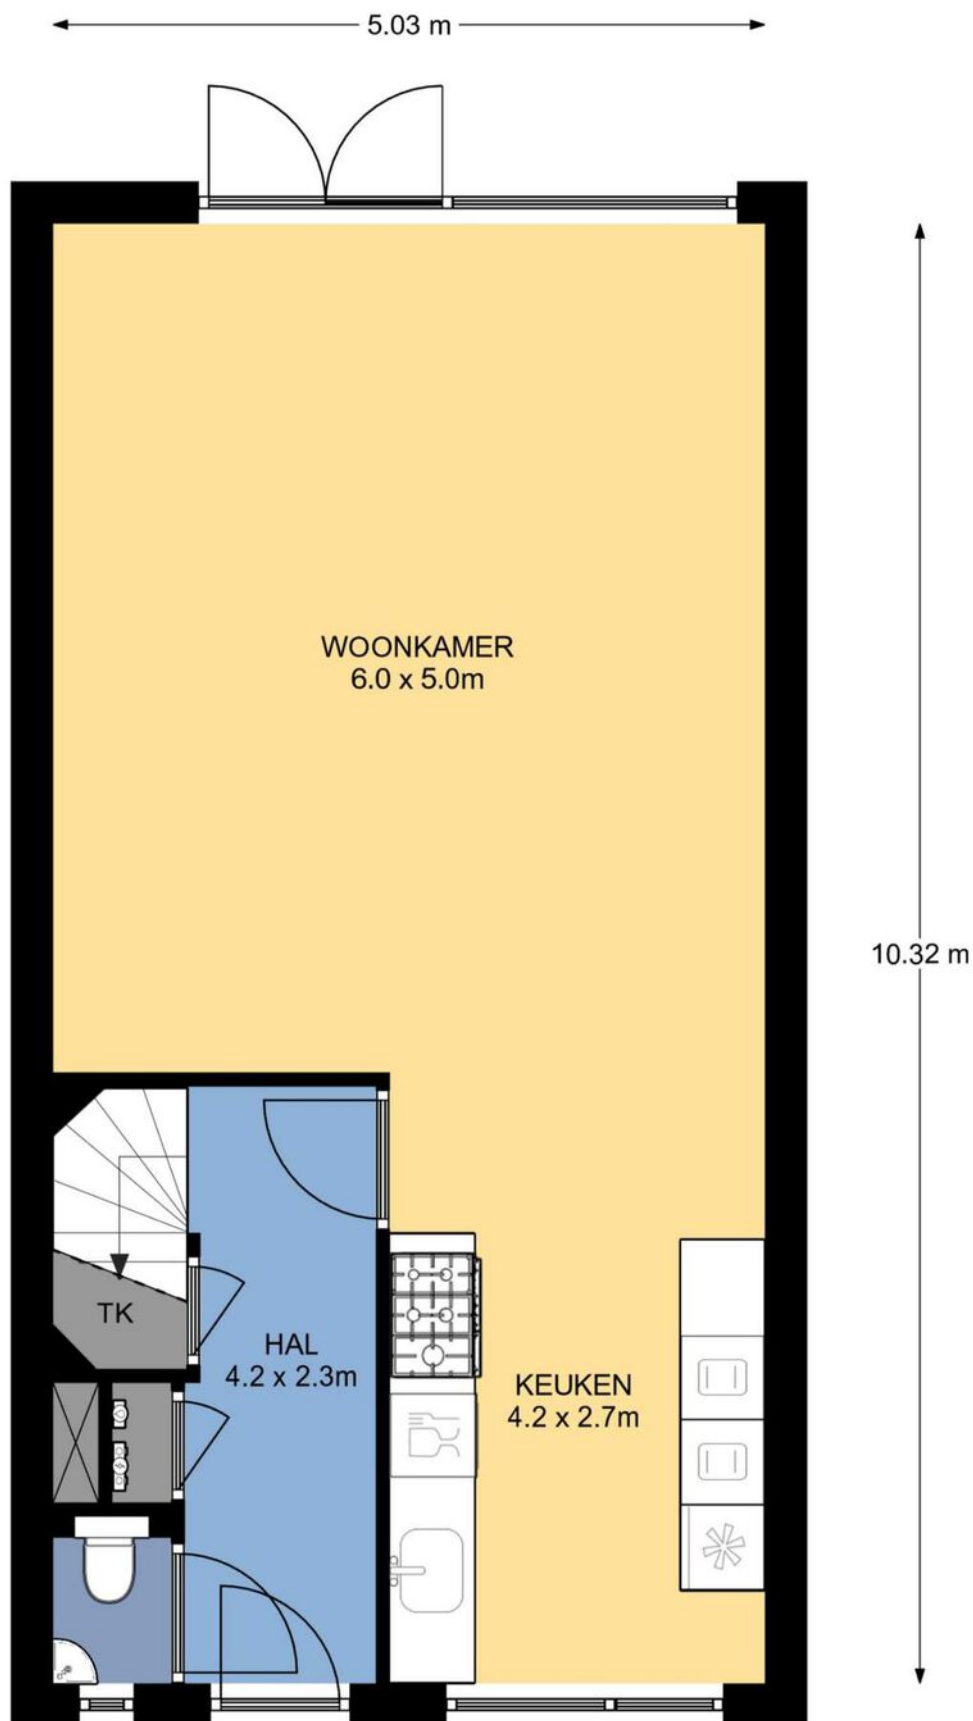 5.03 m
WOONKAMER
6.0 x 5.0m
10.32 m
TK
HAL
4.2 x 2.3m
KEUKEN
4.2 x 2.7m